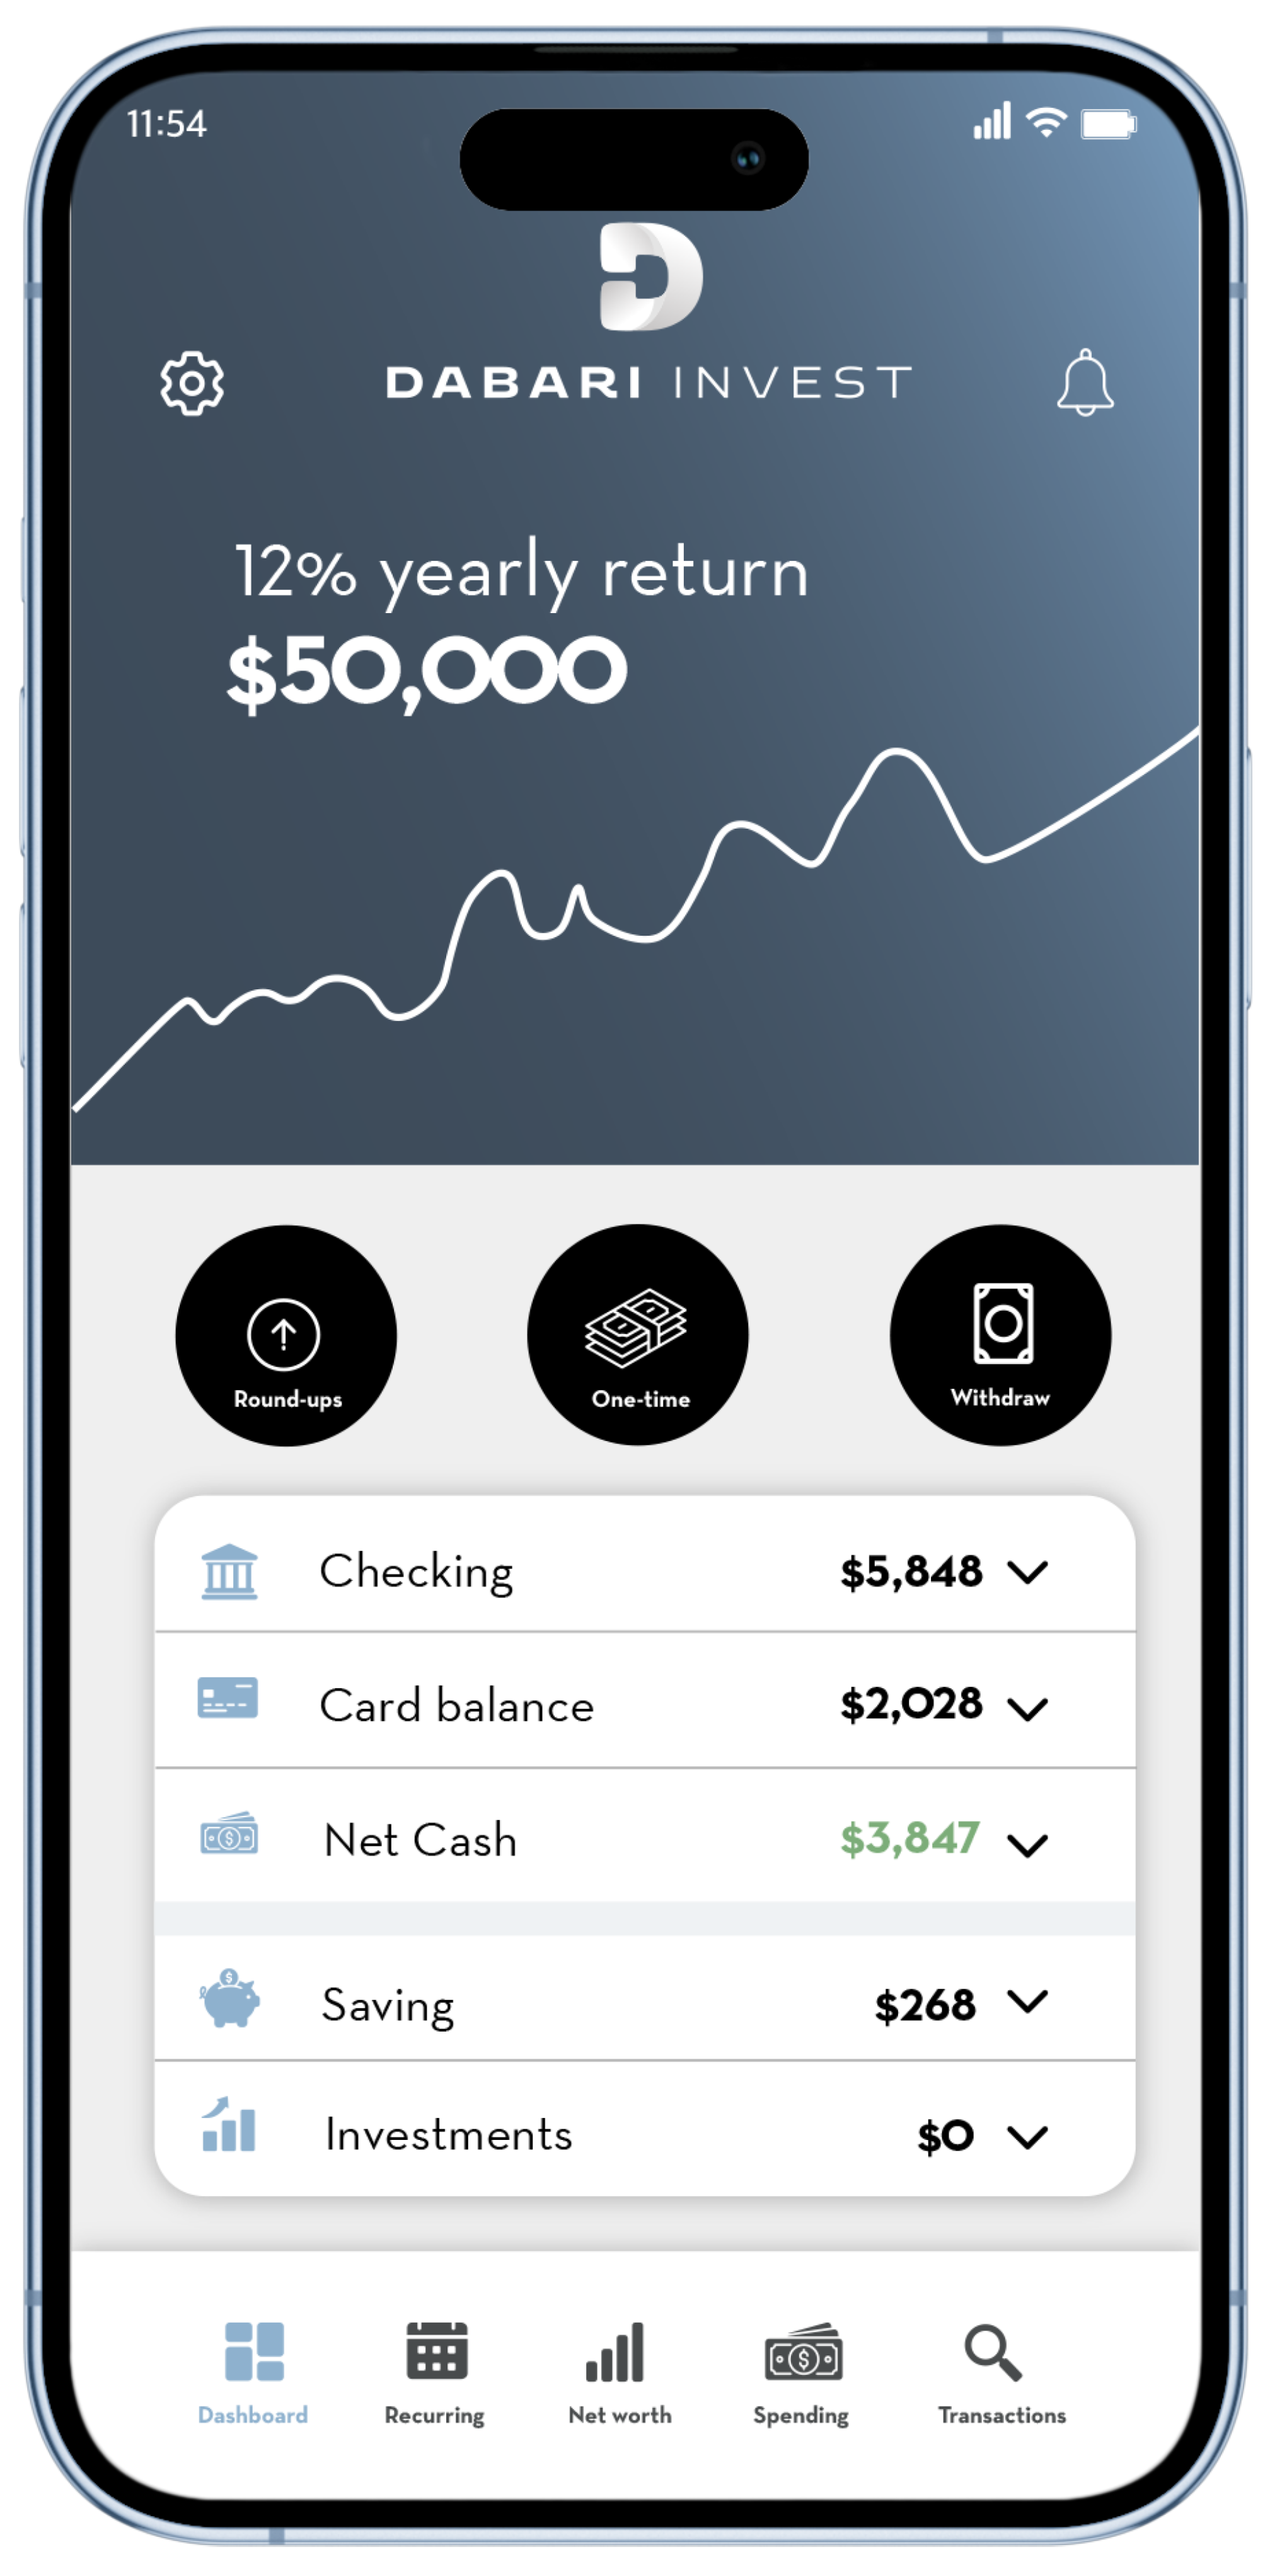 11:54
DABARI INVEST
12% yearly return
$50,000
Round-ups
One-time
Withdraw
Checking $5,848
Card balance $2,028
Net Cash $3,847
Saving $268
Investments $0
Dashboard Recurring Net worth Spending Transactions